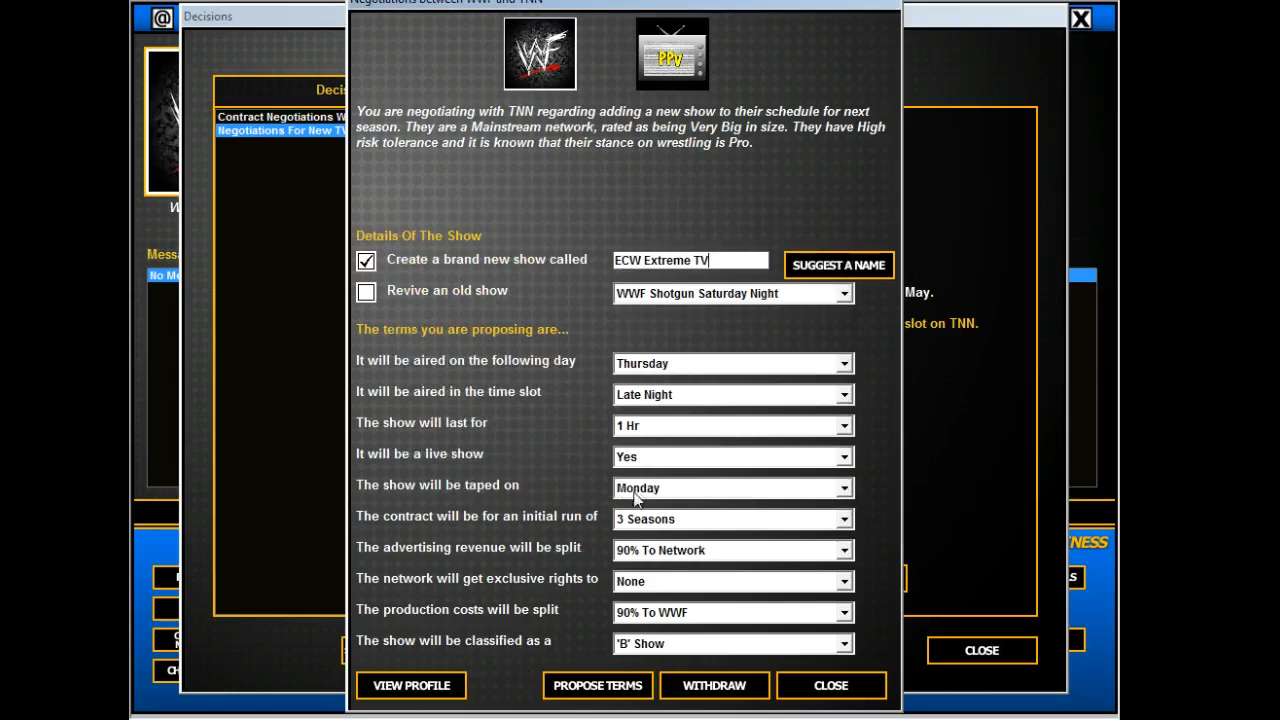 Negotiations between WWF and TNN
@
Decisions
X
WWF
PPV
Decis
You are negotiating with TNN regarding adding a new show to their schedule for next
season. They are a Mainstream network, rated as being Very Big in size. They have High
risk tolerance and it is known that their stance on wrestling is Pro.
Contract Negotiations W
Negotiations For New TV
W
Details Of The Show
Mess
Create a brand new show called
ECW Extreme TV
SUGGEST A NAME
No Me
Revive an old show
WWF Shotgun Saturday Night
May.
The terms you are proposing are...
slot on TNN.
It will be aired on the following day
Thursday
It will be aired in the time slot
Late Night
The show will last for
1 Hr
It will be a live show
Yes
The show will be taped on
Monday
The contract will be for an initial run of
3 Seasons
The advertising revenue will be split
90% To Network
NESS
The network will get exclusive rights to
None
S
The production costs will be split
90% To WWF
The show will be classified as a
'B' Show
CLOSE
CH
VIEW PROFILE
PROPOSE TERMS
WITHDRAW
CLOSE